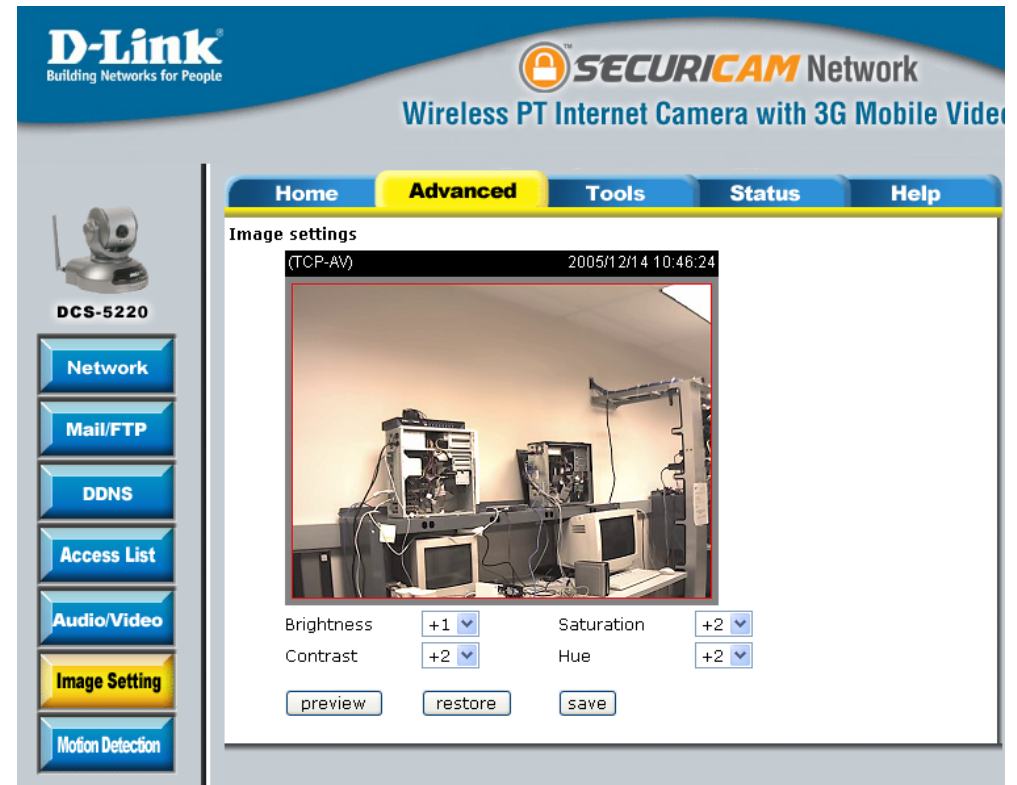 D-Link®
Building Networks for People
SECURICAM™ Network
Wireless PT Internet Camera with 3G Mobile Vide
Home Advanced Tools Status Help
DCS-5220
Network
Mail/FTP
DDNS
Access List
Audio/Video
Image Setting
Motion Detection
Image settings
(TCP-AV) 2005/12/14 10:46:24
Brightness +1 Saturation +2
Contrast +2 Hue +2
preview restore save